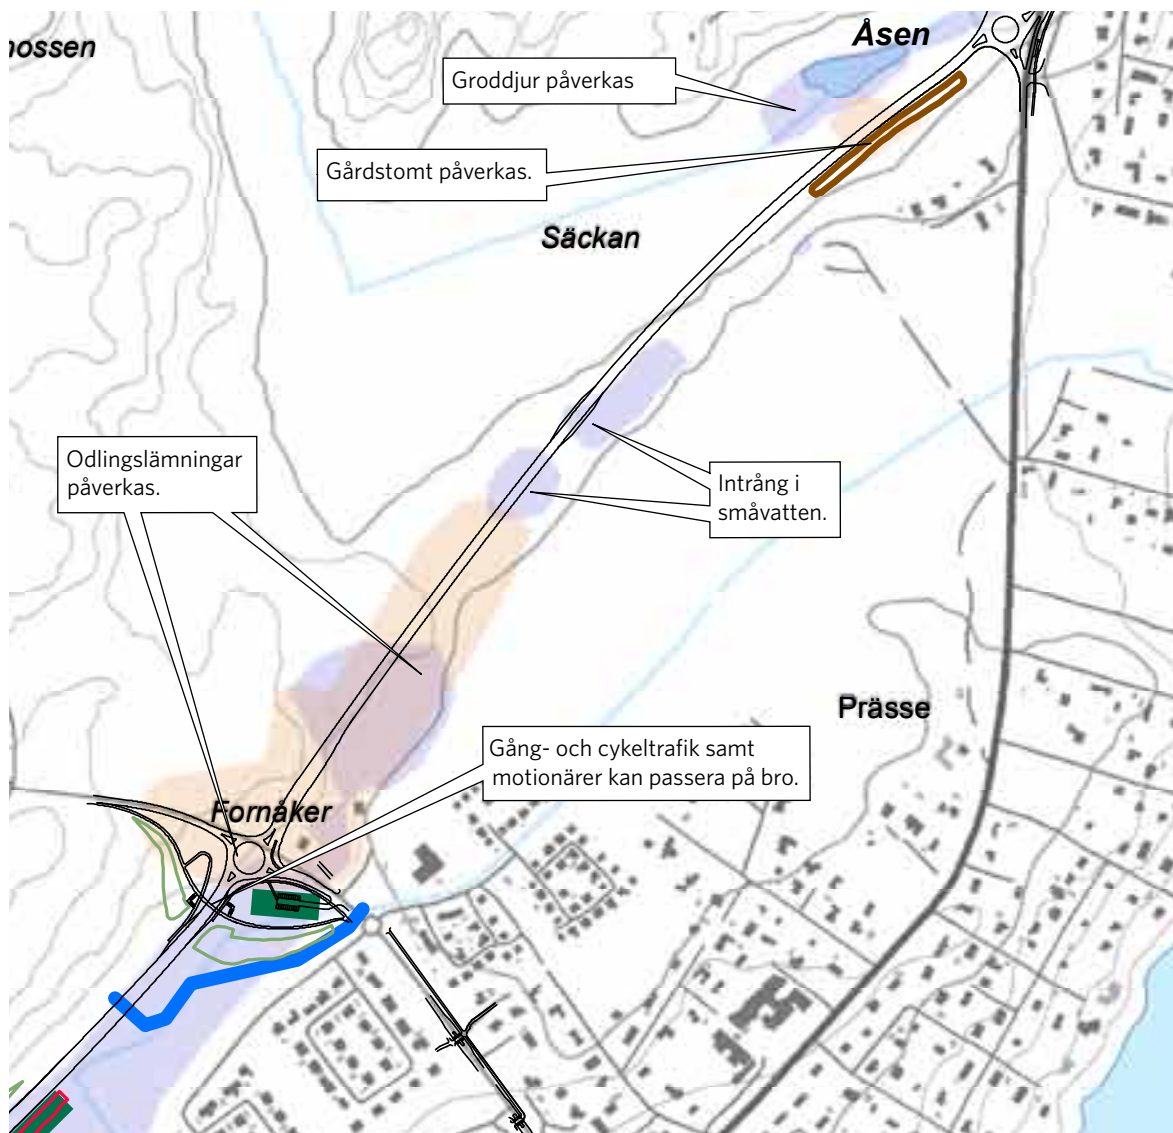 Åsen
Groddjur påverkas
Gårdstomt påverkas.
Säckan
Odlingslämningar
påverkas.
Intrång i
småvatten.
Prässe
Gång- och cykeltrafik samt
motionärer kan passera på bro.
Fornåker